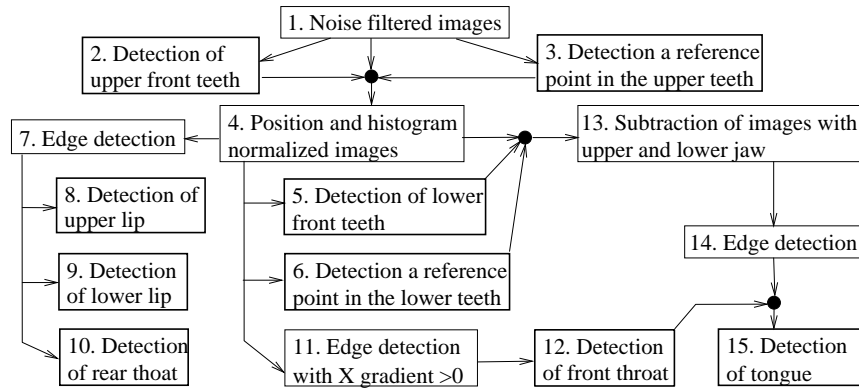 1. Noise filtered images
2. Detection of
upper front teeth
3. Detection a reference
point in the upper teeth
7. Edge detection
4. Position and histogram
normalized images
13. Subtraction of images with
upper and lower jaw
8. Detection of
upper lip
5. Detection of lower
front teeth
14. Edge detection
9. Detection
of lower lip
6. Detection a reference
point in the lower teeth
10. Detection
of rear thoat
11. Edge detection
with X gradient >0
12. Detection
of front throat
15. Detection
of tongue